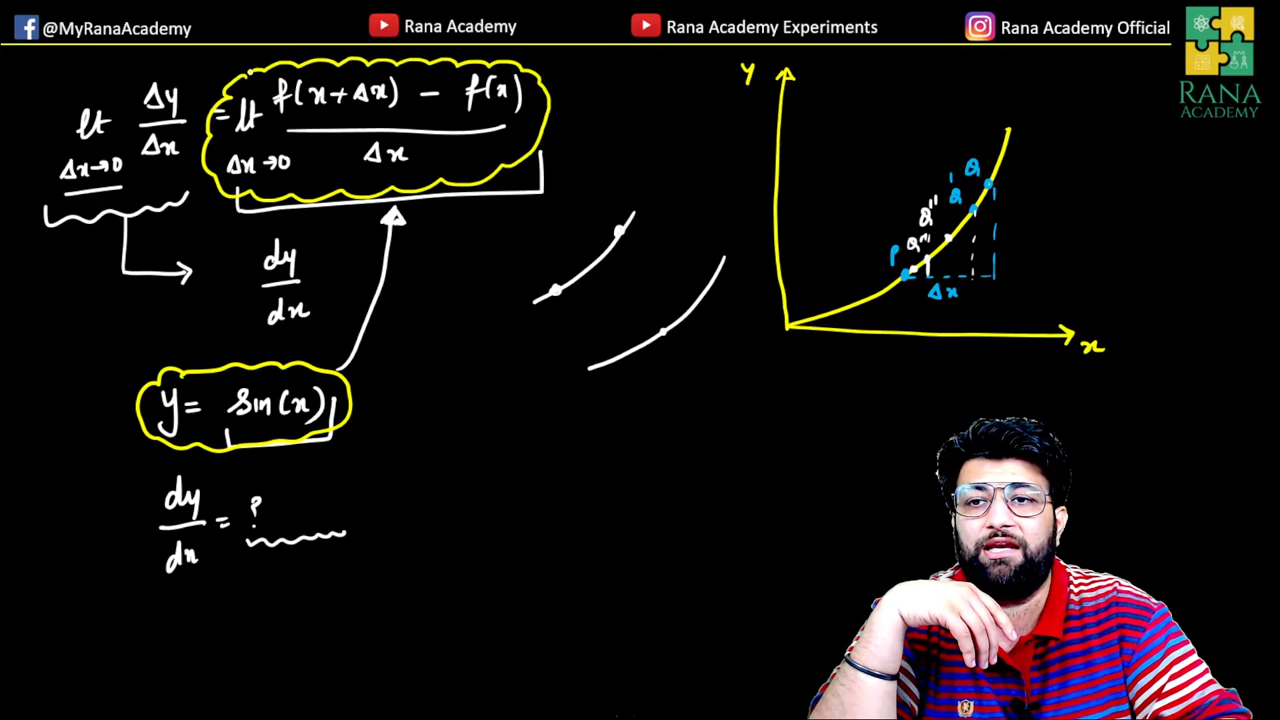 @MyRanaAcademy
Rana Academy
Rana Academy Experiments
Rana Academy Official
RANA
ACADEMY
lt Δx→0 Δy/Δx = lt Δx→0 f(x+Δx) - f(x) / Δx
dy/dx
y= sin(x)
dy/dx = ?
y
Q
Q'
Q''
Q'''
P
Δx
x